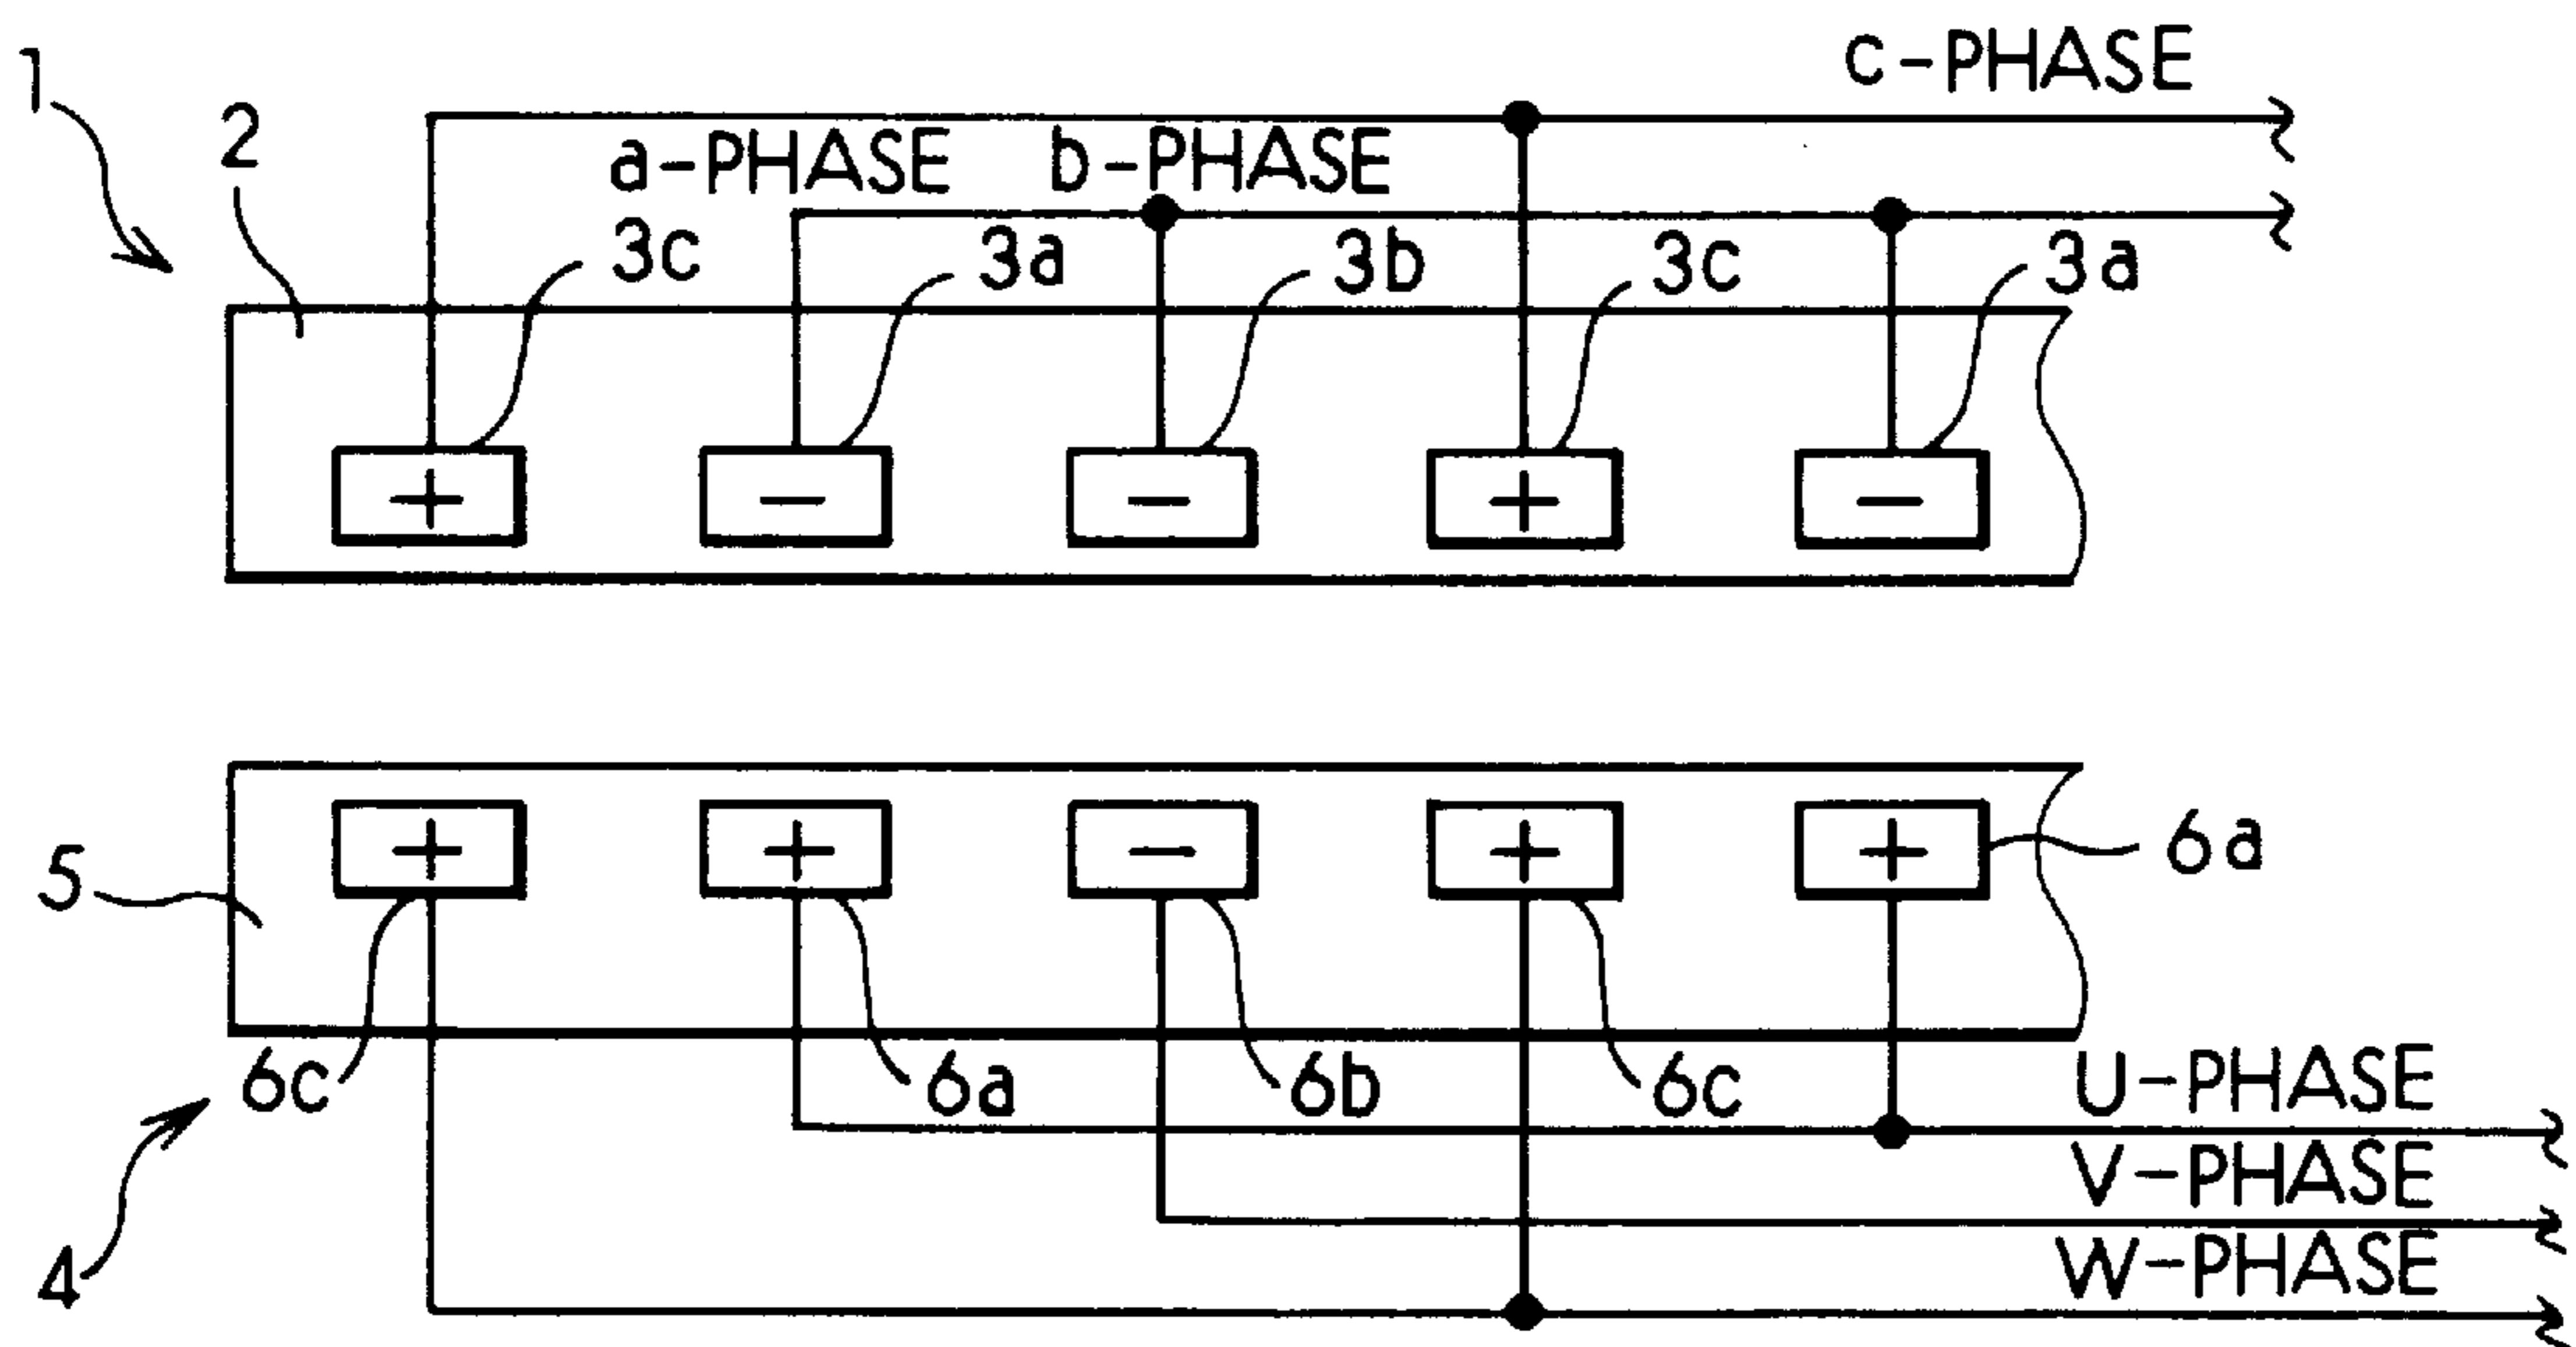 1
2
c-PHASE
a-PHASE b-PHASE
3c 3a 3b 3c 3a
+ - - + -
+ + - + +
5
6a
6c 6a 6b 6c
4
U-PHASE
V-PHASE
W-PHASE